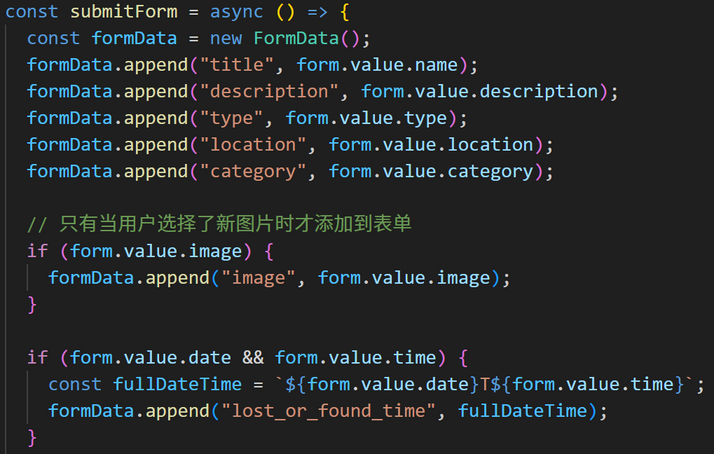 const submitForm = async () => {
const formData = new FormData();
formData.append("title", form.value.name);
formData.append("description", form.value.description);
formData.append("type", form.value.type);
formData.append("location", form.value.location);
formData.append("category", form.value.category);
// 只有当用户选择了新图片时才添加到表单
if (form.value.image) {
formData.append("image", form.value.image);
}
if (form.value.date && form.value.time) {
const fullDateTime = `${form.value.date}T${form.value.time}`;
formData.append("lost_or_found_time", fullDateTime);
}